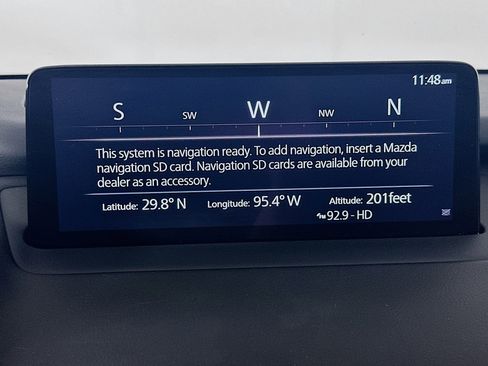 11:48am
S SW W NW N
This system is navigation ready. To add navigation, insert a Mazda
navigation SD card. Navigation SD cards are available from your
dealer as an accessory.
Latitude: 29.8° N Longitude: 95.4° W Altitude: 201feet
92.9 - HD